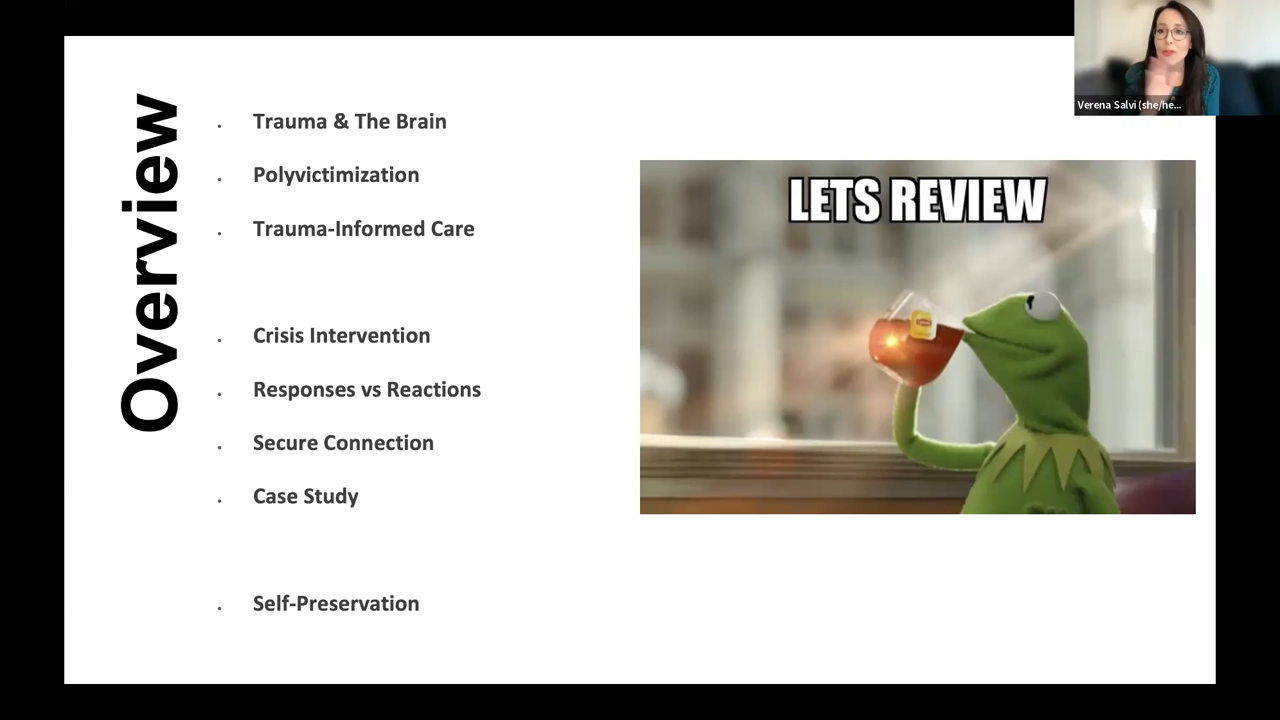 Overview
Trauma & The Brain
Polyvictimization
Trauma-Informed Care
Crisis Intervention
Responses vs Reactions
Secure Connection
Case Study
Self-Preservation
LETS REVIEW
Verena Salvi (she/he...